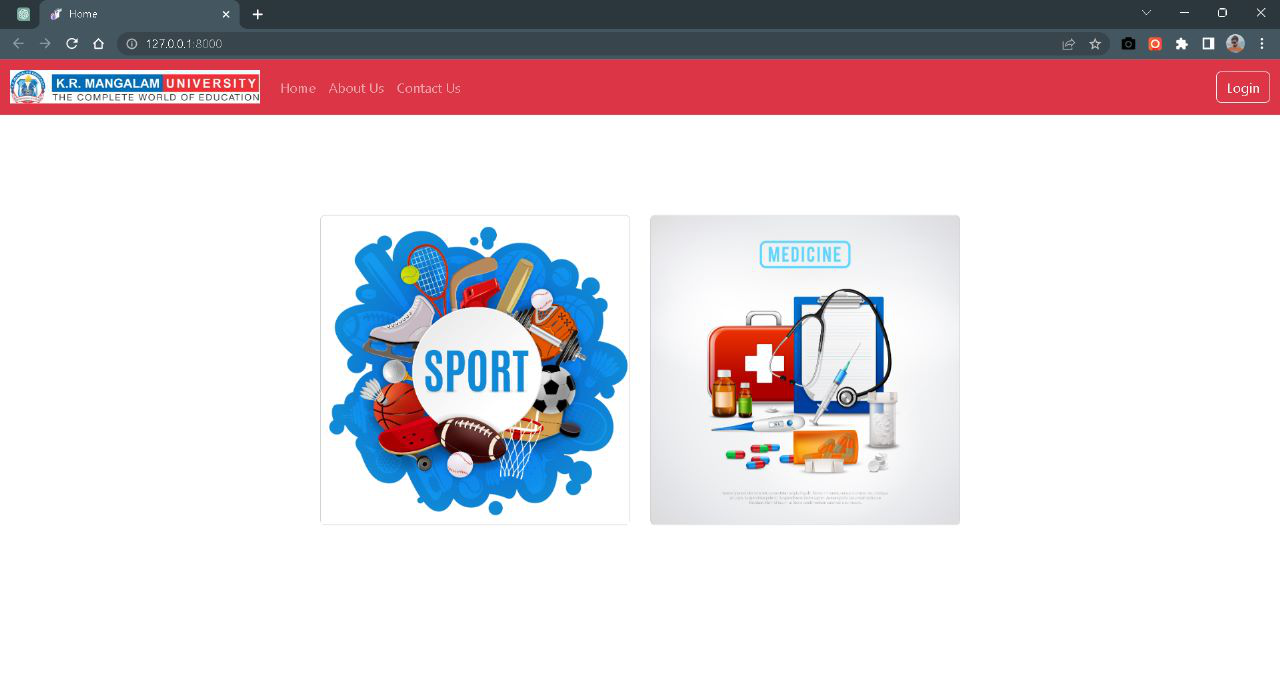 Home
127.0.0.1:8000
K.R. MANGALAM UNIVERSITY
THE COMPLETE WORLD OF EDUCATION
Home About Us Contact Us
Login
SPORT
MEDICINE